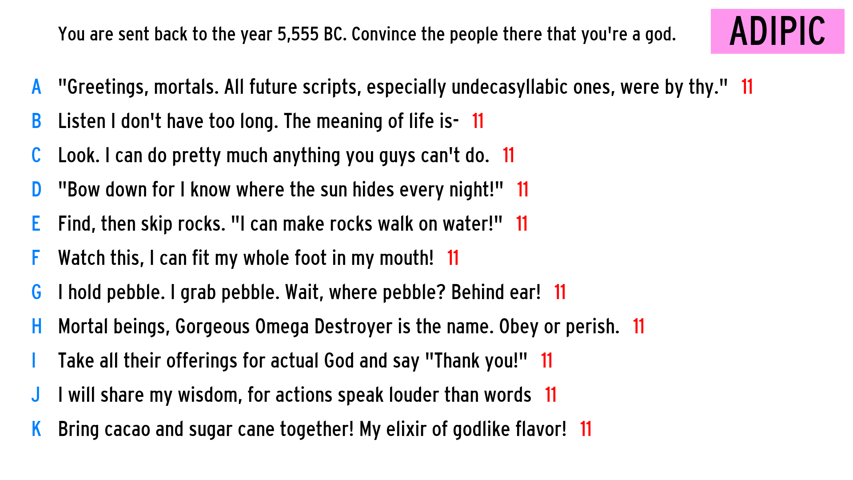 You are sent back to the year 5,555 BC. Convince the people there that you're a god.
ADIPIC
A "Greetings, mortals. All future scripts, especially undecasyllabic ones, were by thy." 11
B Listen I don't have too long. The meaning of life is- 11
C Look. I can do pretty much anything you guys can't do. 11
D "Bow down for I know where the sun hides every night!" 11
E Find, then skip rocks. "I can make rocks walk on water!" 11
F Watch this, I can fit my whole foot in my mouth! 11
G I hold pebble. I grab pebble. Wait, where pebble? Behind ear! 11
H Mortal beings, Gorgeous Omega Destroyer is the name. Obey or perish. 11
I Take all their offerings for actual God and say "Thank you!" 11
J I will share my wisdom, for actions speak louder than words 11
K Bring cacao and sugar cane together! My elixir of godlike flavor! 11